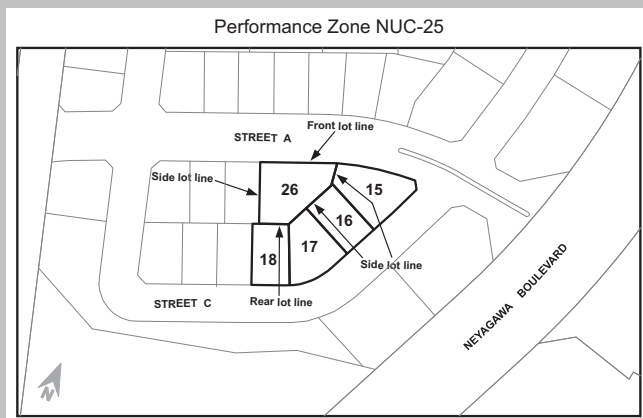 Performance Zone NUC-25
STREET A
Front lot line
Side lot line
26
15
16
17
18
Side lot line
Rear lot line
STREET C
NEYAGAWA BOULEVARD
N